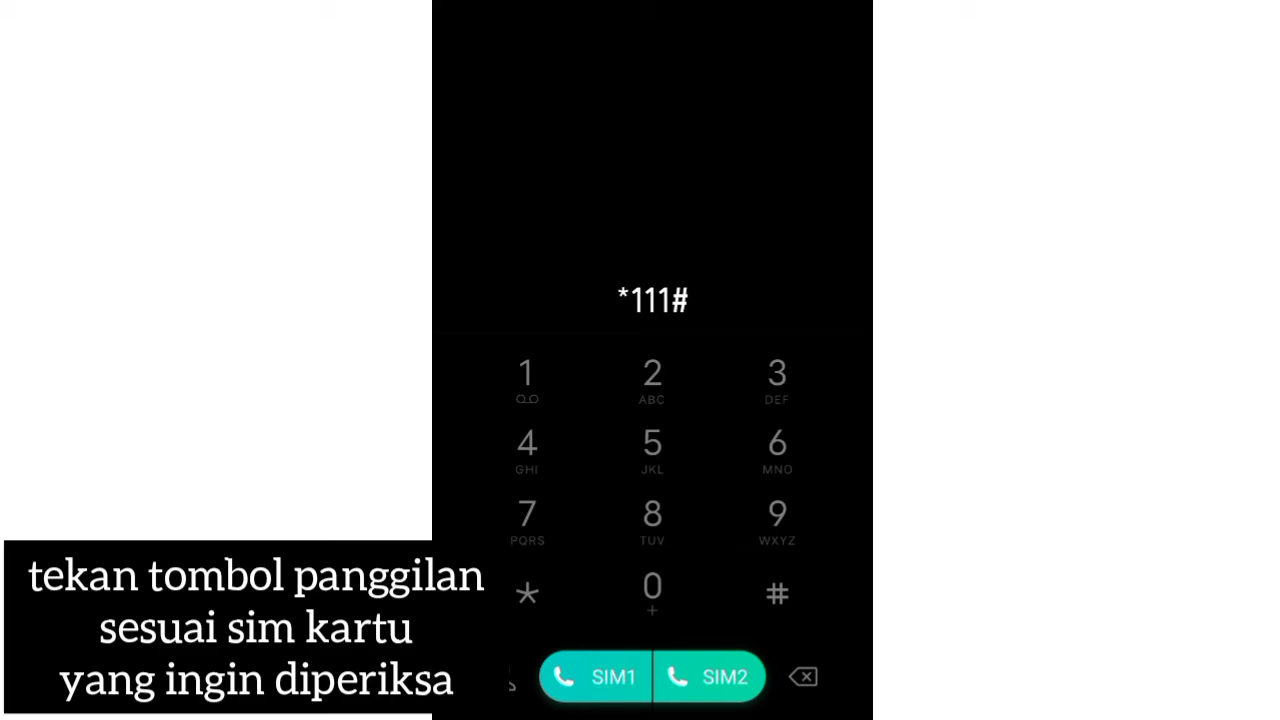 *111#
1
2
ABC
3
DEF
4
GHI
5
JKL
6
MNO
7
PQRS
8
TUV
9
WXYZ
*
0
+
#
SIM1
SIM2
tekan tombol panggilan
sesuai sim kartu
yang ingin diperiksa